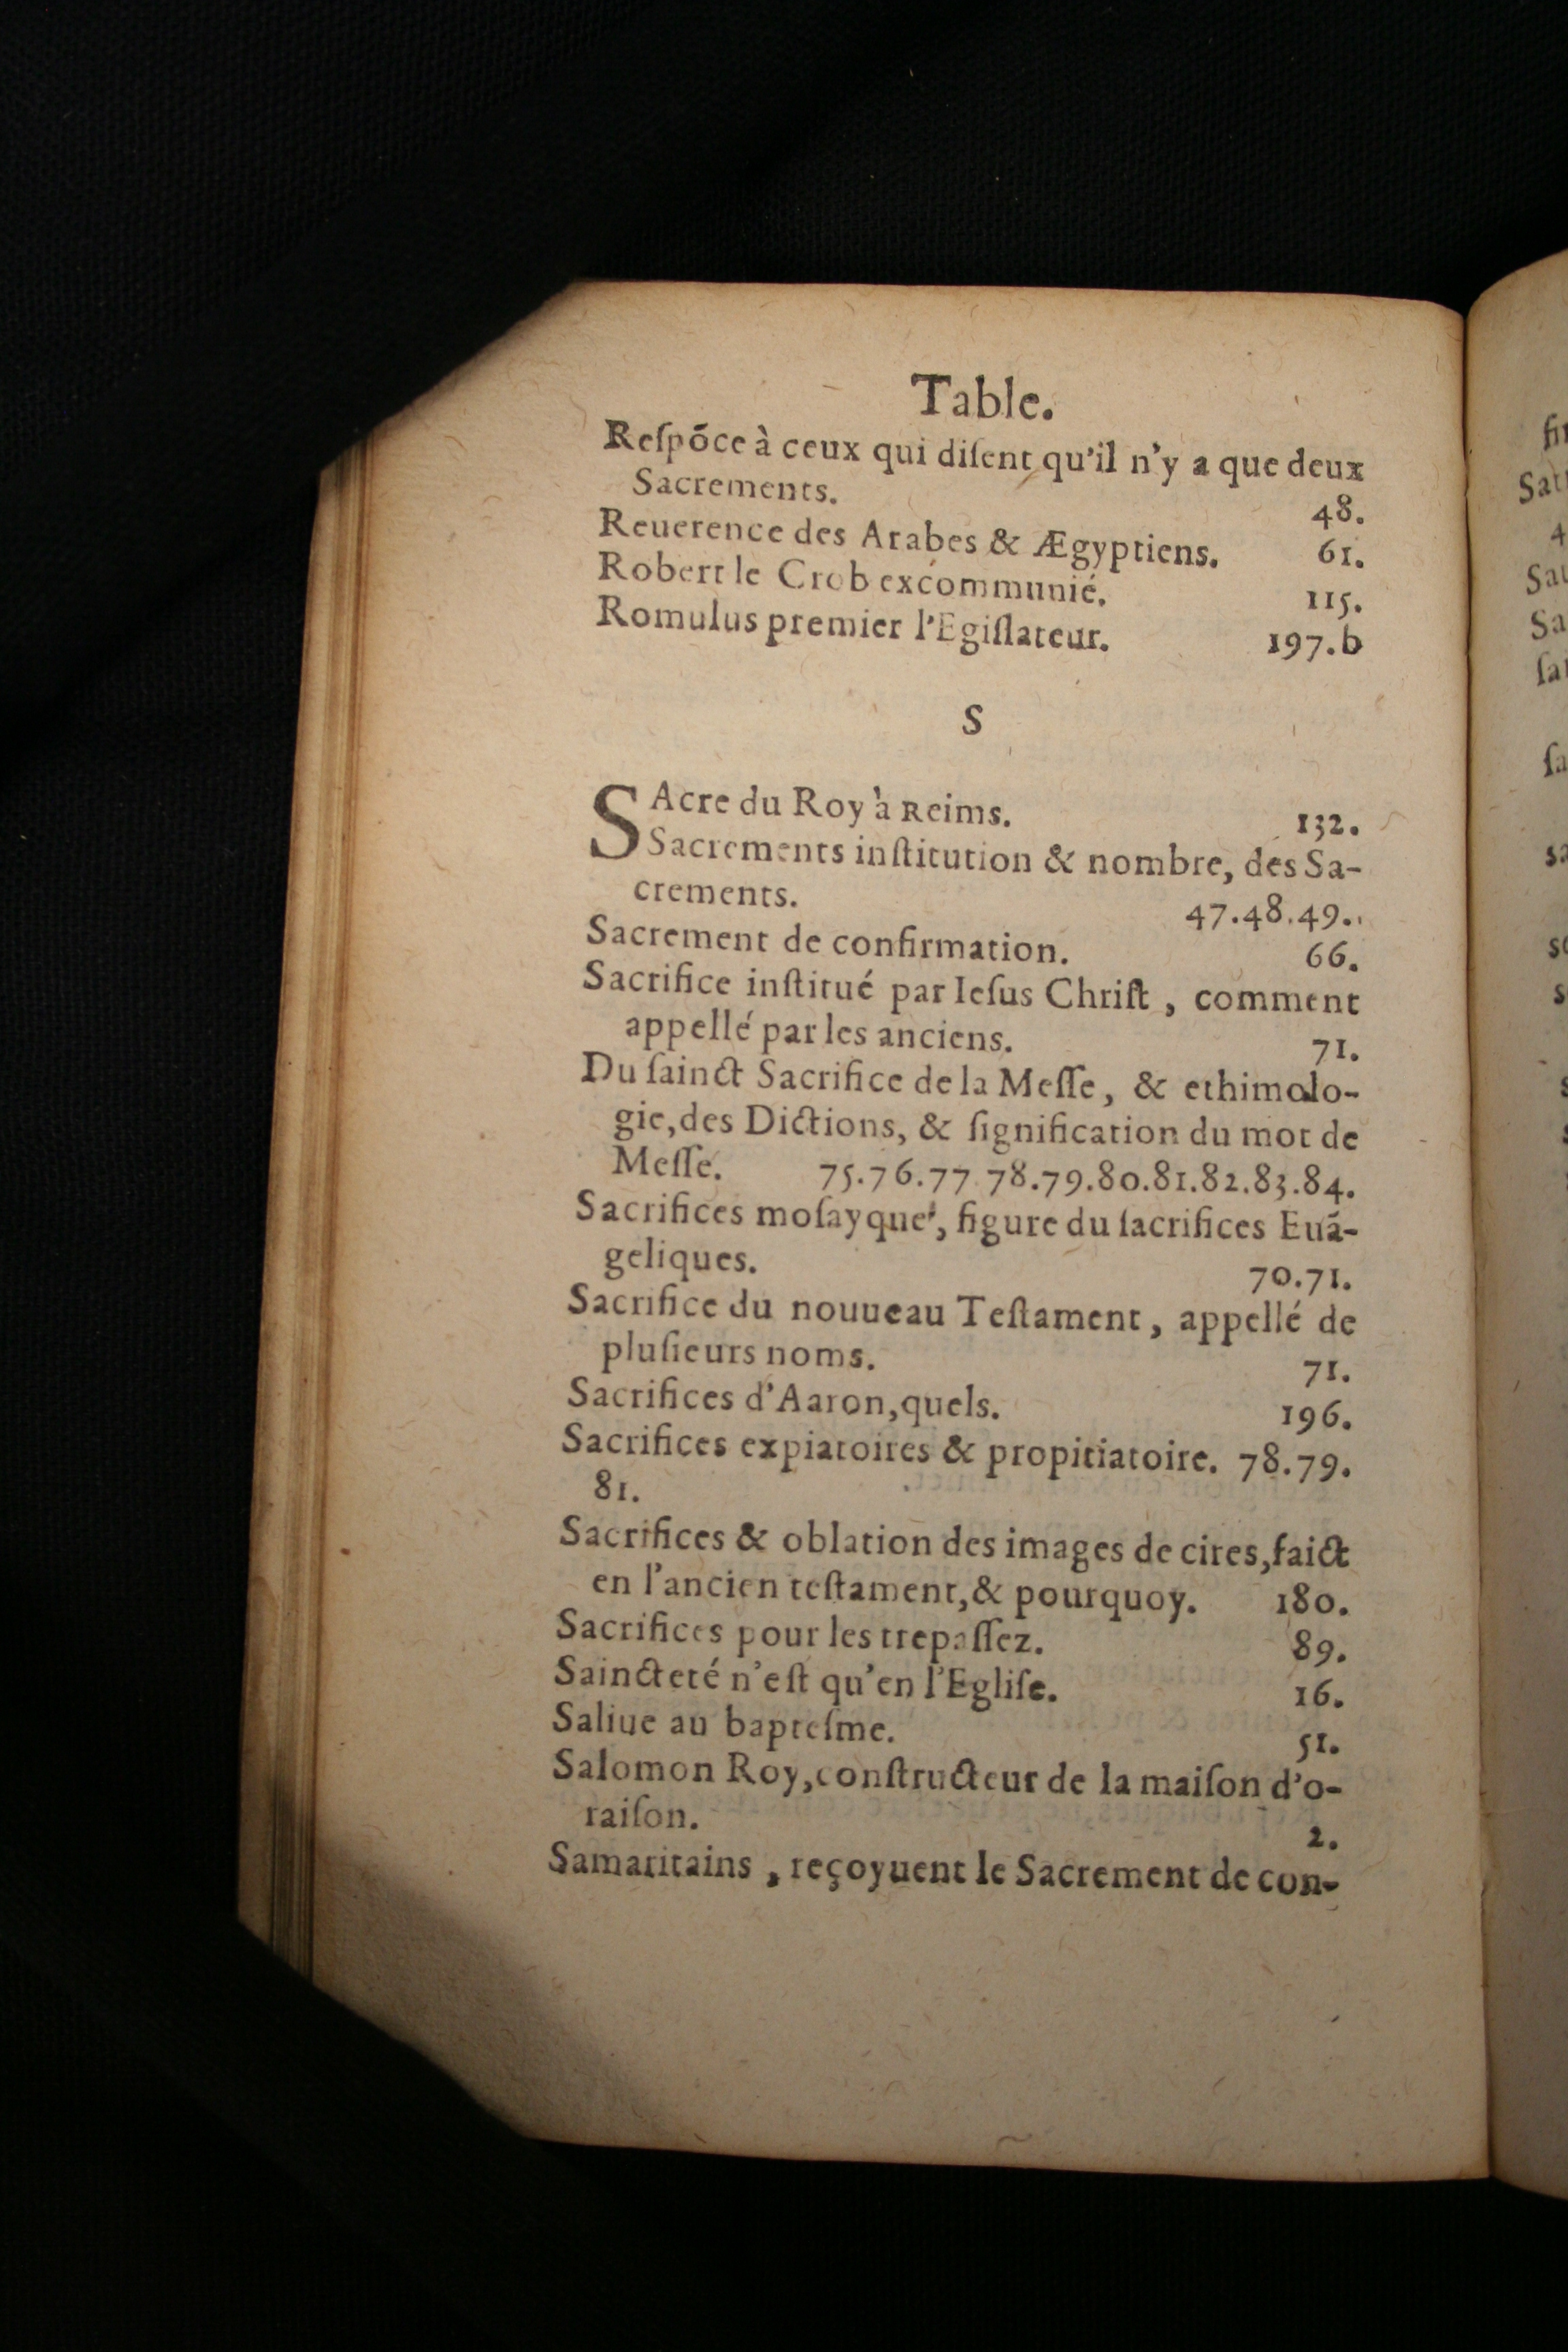 Table.
Reſpõce à ceux qui diſent qu'il n'y a que deux
Sacrements. 48.
Reuerence des Arabes & Ægyptiens. 61.
Robert le Crob excommunié. 115.
Romulus premier l'Egiſlateur. 197.b
S
SAcre du Roy à Reims. 132.
Sacrements inſtitution & nombre, des Sa-
crements. 47.48.49.
Sacrement de confirmation. 66.
Sacrifice inſtitué par Ieſus Chriſt, comment
appellé par les anciens. 71.
Du ſainct Sacrifice de la Meſſe, & ethimolo-
gie, des Dictions, & ſignification du mot de
Meſſe. 75.76.77 78.79.80.81.82.83.84.
Sacrifices moſayques, figure du ſacrifices Euã-
geliques. 70.71.
Sacrifice du nouueau Teſtament, appellé de
pluſieurs noms. 71.
Sacrifices d'Aaron, quels. 196.
Sacrifices expiatoires & propitiatoire. 78.79.
81.
Sacrifices & oblation des images de cires, faict
en l'ancien teſtament, & pourquoy. 180.
Sacrifices pour les trepaſſez. 89.
Saincteté n'eſt qu'en l'Egliſe. 16.
Saliue au bapteſme. 51.
Salomon Roy, conſtructeur de la maiſon d'o-
raiſon. 2.
Samaritains, reçoyuent le Sacrement de con-